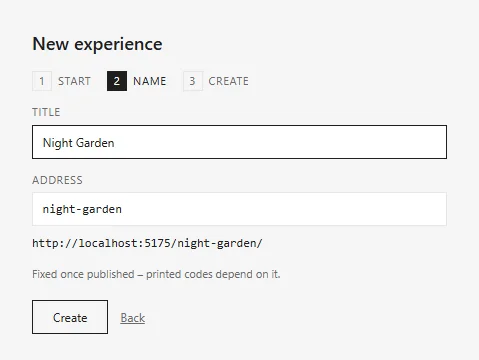 New experience
1 START 2 NAME 3 CREATE
TITLE
Night Garden
ADDRESS
night-garden
http://localhost:5175/night-garden/
Fixed once published – printed codes depend on it.
Create Back